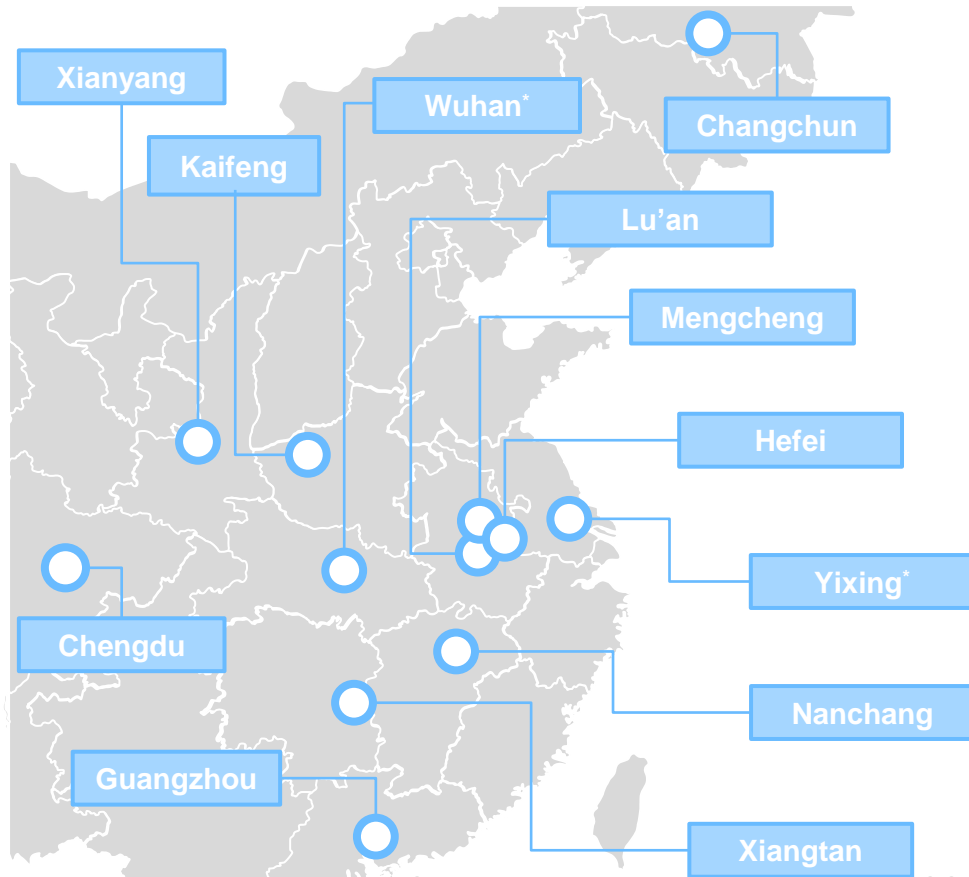 Xianyang
Wuhan*
Changchun
Kaifeng
Lu’an
Mengcheng
Hefei
Yixing*
Chengdu
Nanchang
Guangzhou
Xiangtan